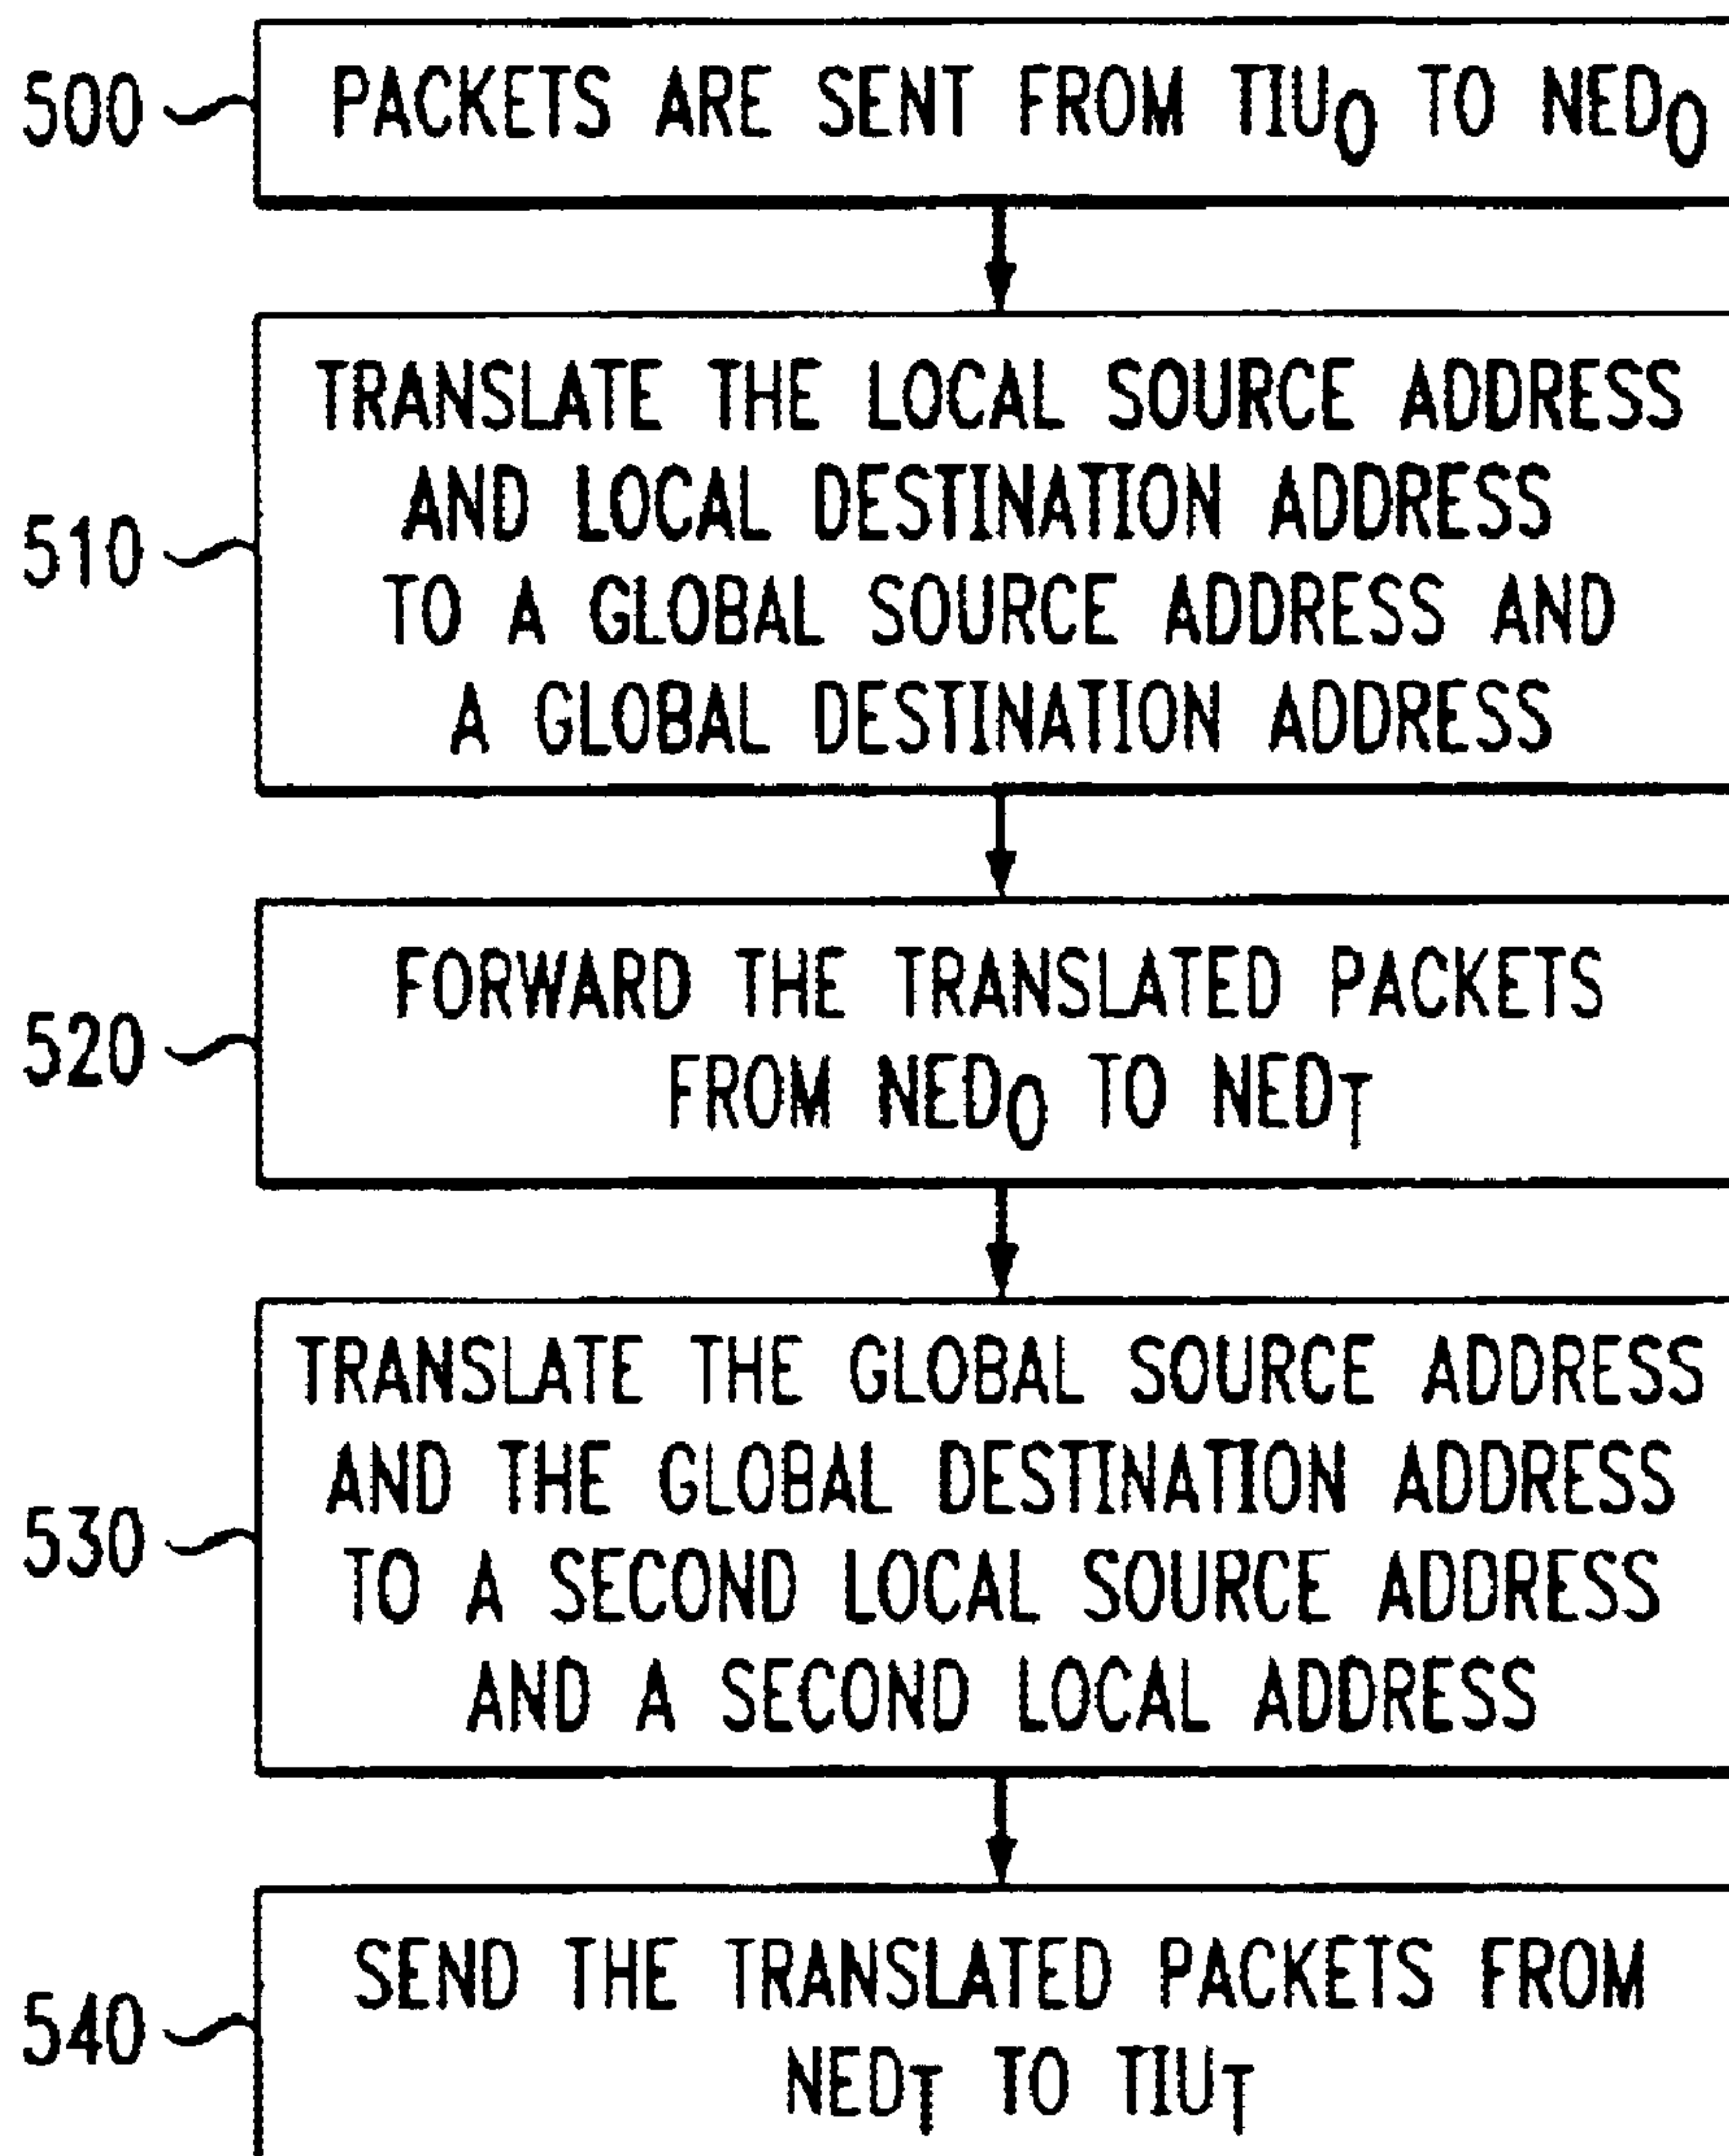 500
PACKETS ARE SENT FROM TIUO TO NEDO
510
TRANSLATE THE LOCAL SOURCE ADDRESS
AND LOCAL DESTINATION ADDRESS
TO A GLOBAL SOURCE ADDRESS AND
A GLOBAL DESTINATION ADDRESS
520
FORWARD THE TRANSLATED PACKETS
FROM NEDO TO NEDT
530
TRANSLATE THE GLOBAL SOURCE ADDRESS
AND THE GLOBAL DESTINATION ADDRESS
TO A SECOND LOCAL SOURCE ADDRESS
AND A SECOND LOCAL ADDRESS
540
SEND THE TRANSLATED PACKETS FROM
NEDT TO TIUT